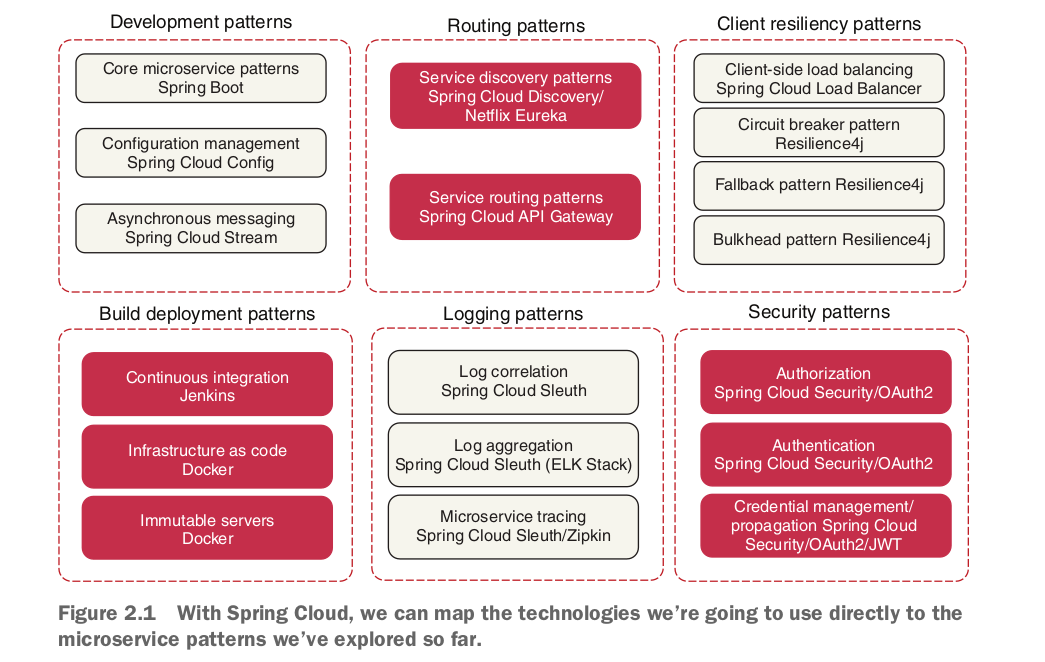 Development patterns
Core microservice patterns
Spring Boot
Configuration management
Spring Cloud Config
Asynchronous messaging
Spring Cloud Stream
Routing patterns
Service discovery patterns
Spring Cloud Discovery/
Netflix Eureka
Service routing patterns
Spring Cloud API Gateway
Client resiliency patterns
Client-side load balancing
Spring Cloud Load Balancer
Circuit breaker pattern
Resilience4j
Fallback pattern Resilience4j
Bulkhead pattern Resilience4j
Build deployment patterns
Continuous integration
Jenkins
Infrastructure as code
Docker
Immutable servers
Docker
Logging patterns
Log correlation
Spring Cloud Sleuth
Log aggregation
Spring Cloud Sleuth (ELK Stack)
Microservice tracing
Spring Cloud Sleuth/Zipkin
Security patterns
Authorization
Spring Cloud Security/OAuth2
Authentication
Spring Cloud Security/OAuth2
Credential management/
propagation Spring Cloud
Security/OAuth2/JWT
Figure 2.1 With Spring Cloud, we can map the technologies we’re going to use directly to the
microservice patterns we’ve explored so far.